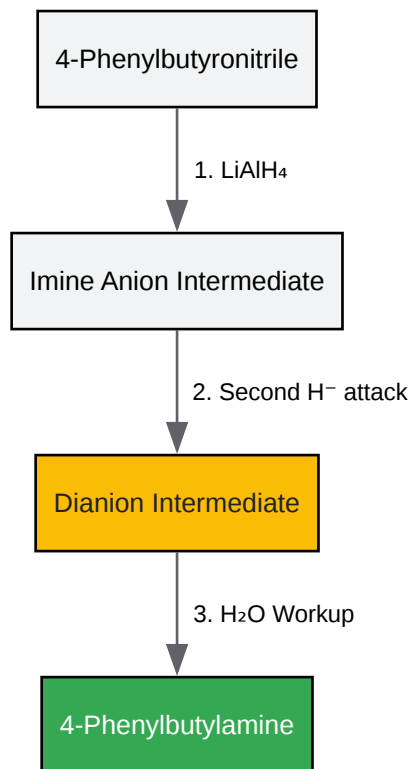 4-Phenylbutyronitrile
1. LiAlH₄
Imine Anion Intermediate
2. Second H⁻ attack
Dianion Intermediate
3. H₂O Workup
4-Phenylbutylamine